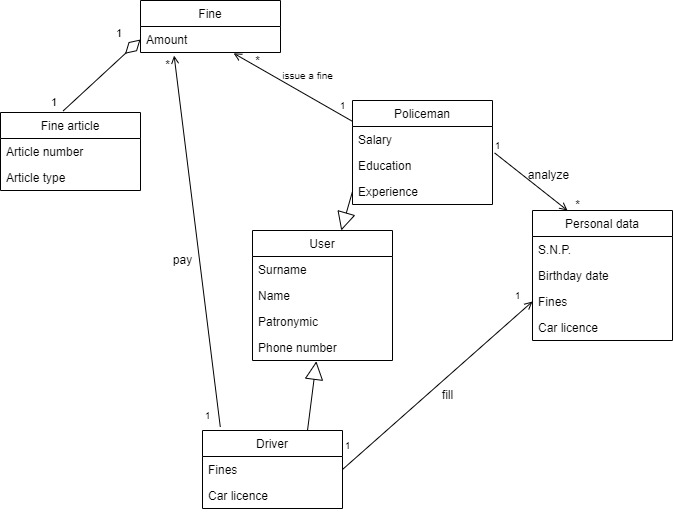 Fine
Amount
1
*
*
issue a fine
1
1
Fine article
Article number
Article type
Policeman
Salary
Education
Experience
1
analyze
*
Personal data
S.N.P.
Birthday date
Fines
Car licence
1
User
Surname
Name
Patronymic
Phone number
pay
fill
1
1
Driver
Fines
Car licence